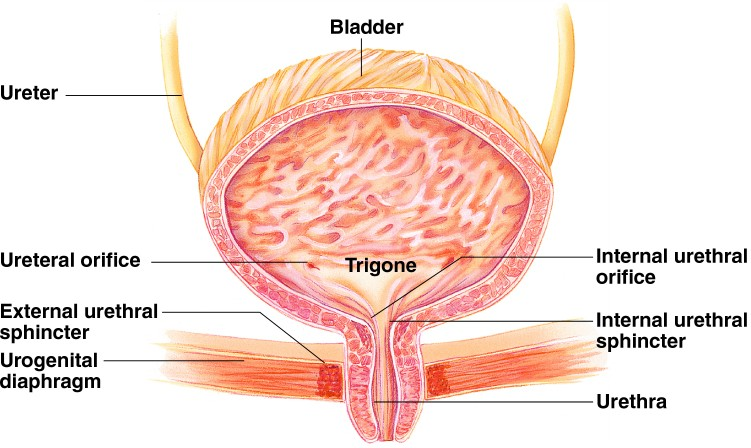 Bladder
Ureter
Ureteral orifice
Trigone
Internal urethral
orifice
External urethral
sphincter
Internal urethral
sphincter
Urogenital
diaphragm
Urethra